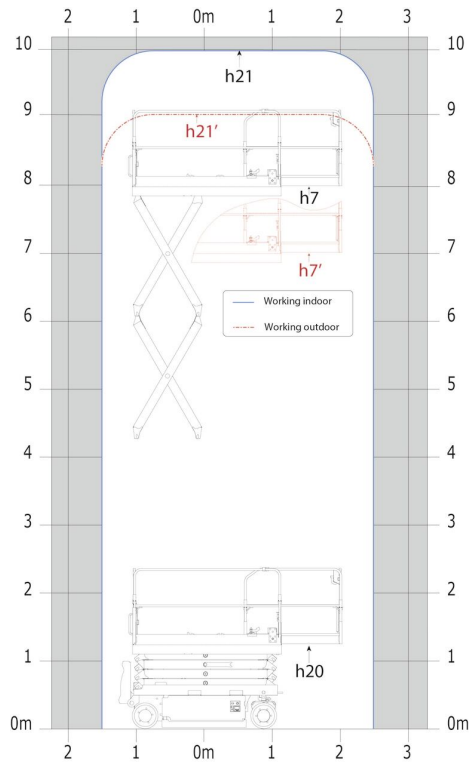 2 1 0m 1 2 3
10 10
h21
9 9
h21'
8 8
h7
7 7
h7'
Working indoor
6 6
Working outdoor
5 5
4 4
3 3
2 2
1 1
h20
0m 0m
2 1 0m 1 2 3